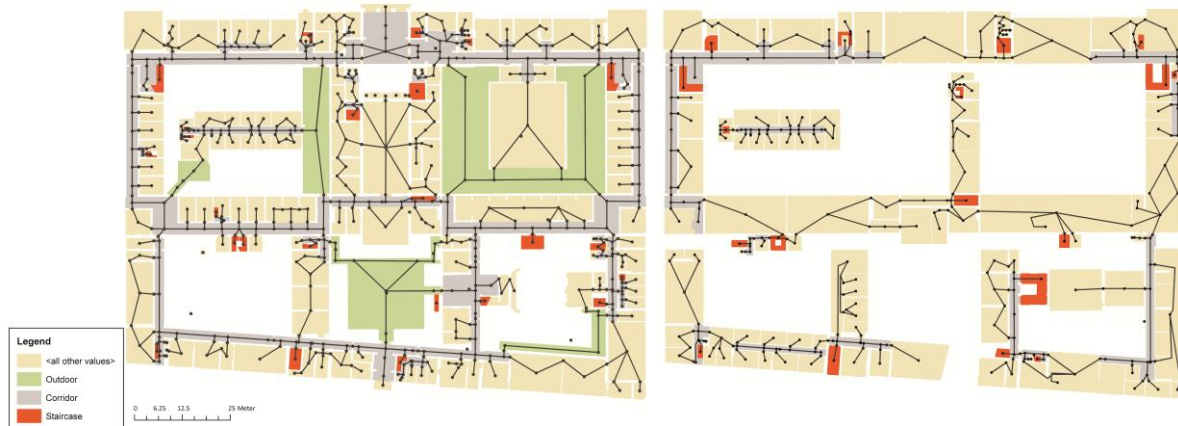 Legend
<all other values>
Outdoor
Corridor
Staircase
0 6.25 12.5 25 Meter